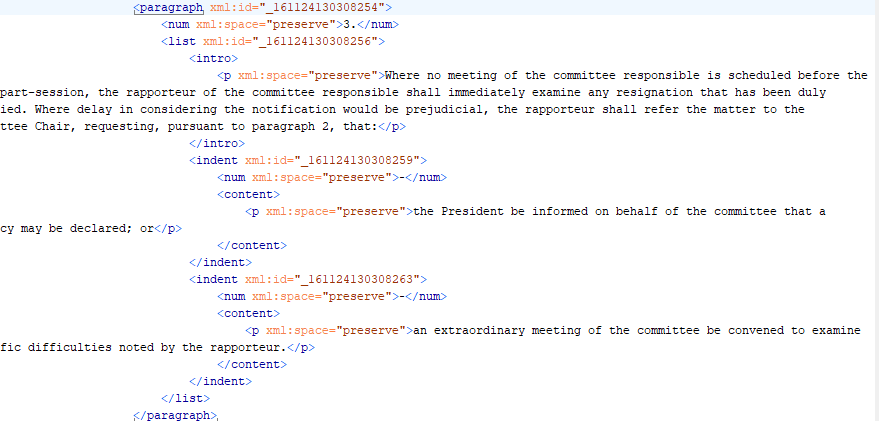 <paragraph xml:id="_161124130308254">
<num xml:space="preserve">3.</num>
<list xml:id="_161124130308256">
<intro>
<p xml:space="preserve">Where no meeting of the committee responsible is scheduled before the
part-session, the rapporteur of the committee responsible shall immediately examine any resignation that has been duly
ied. Where delay in considering the notification would be prejudicial, the rapporteur shall refer the matter to the
ttee Chair, requesting, pursuant to paragraph 2, that:</p>
</intro>
<indent xml:id="_161124130308259">
<num xml:space="preserve">-</num>
<content>
<p xml:space="preserve">the President be informed on behalf of the committee that a
cy may be declared; or</p>
</content>
</indent>
<indent xml:id="_161124130308263">
<num xml:space="preserve">-</num>
<content>
<p xml:space="preserve">an extraordinary meeting of the committee be convened to examine
fic difficulties noted by the rapporteur.</p>
</content>
</indent>
</list>
</paragraph>